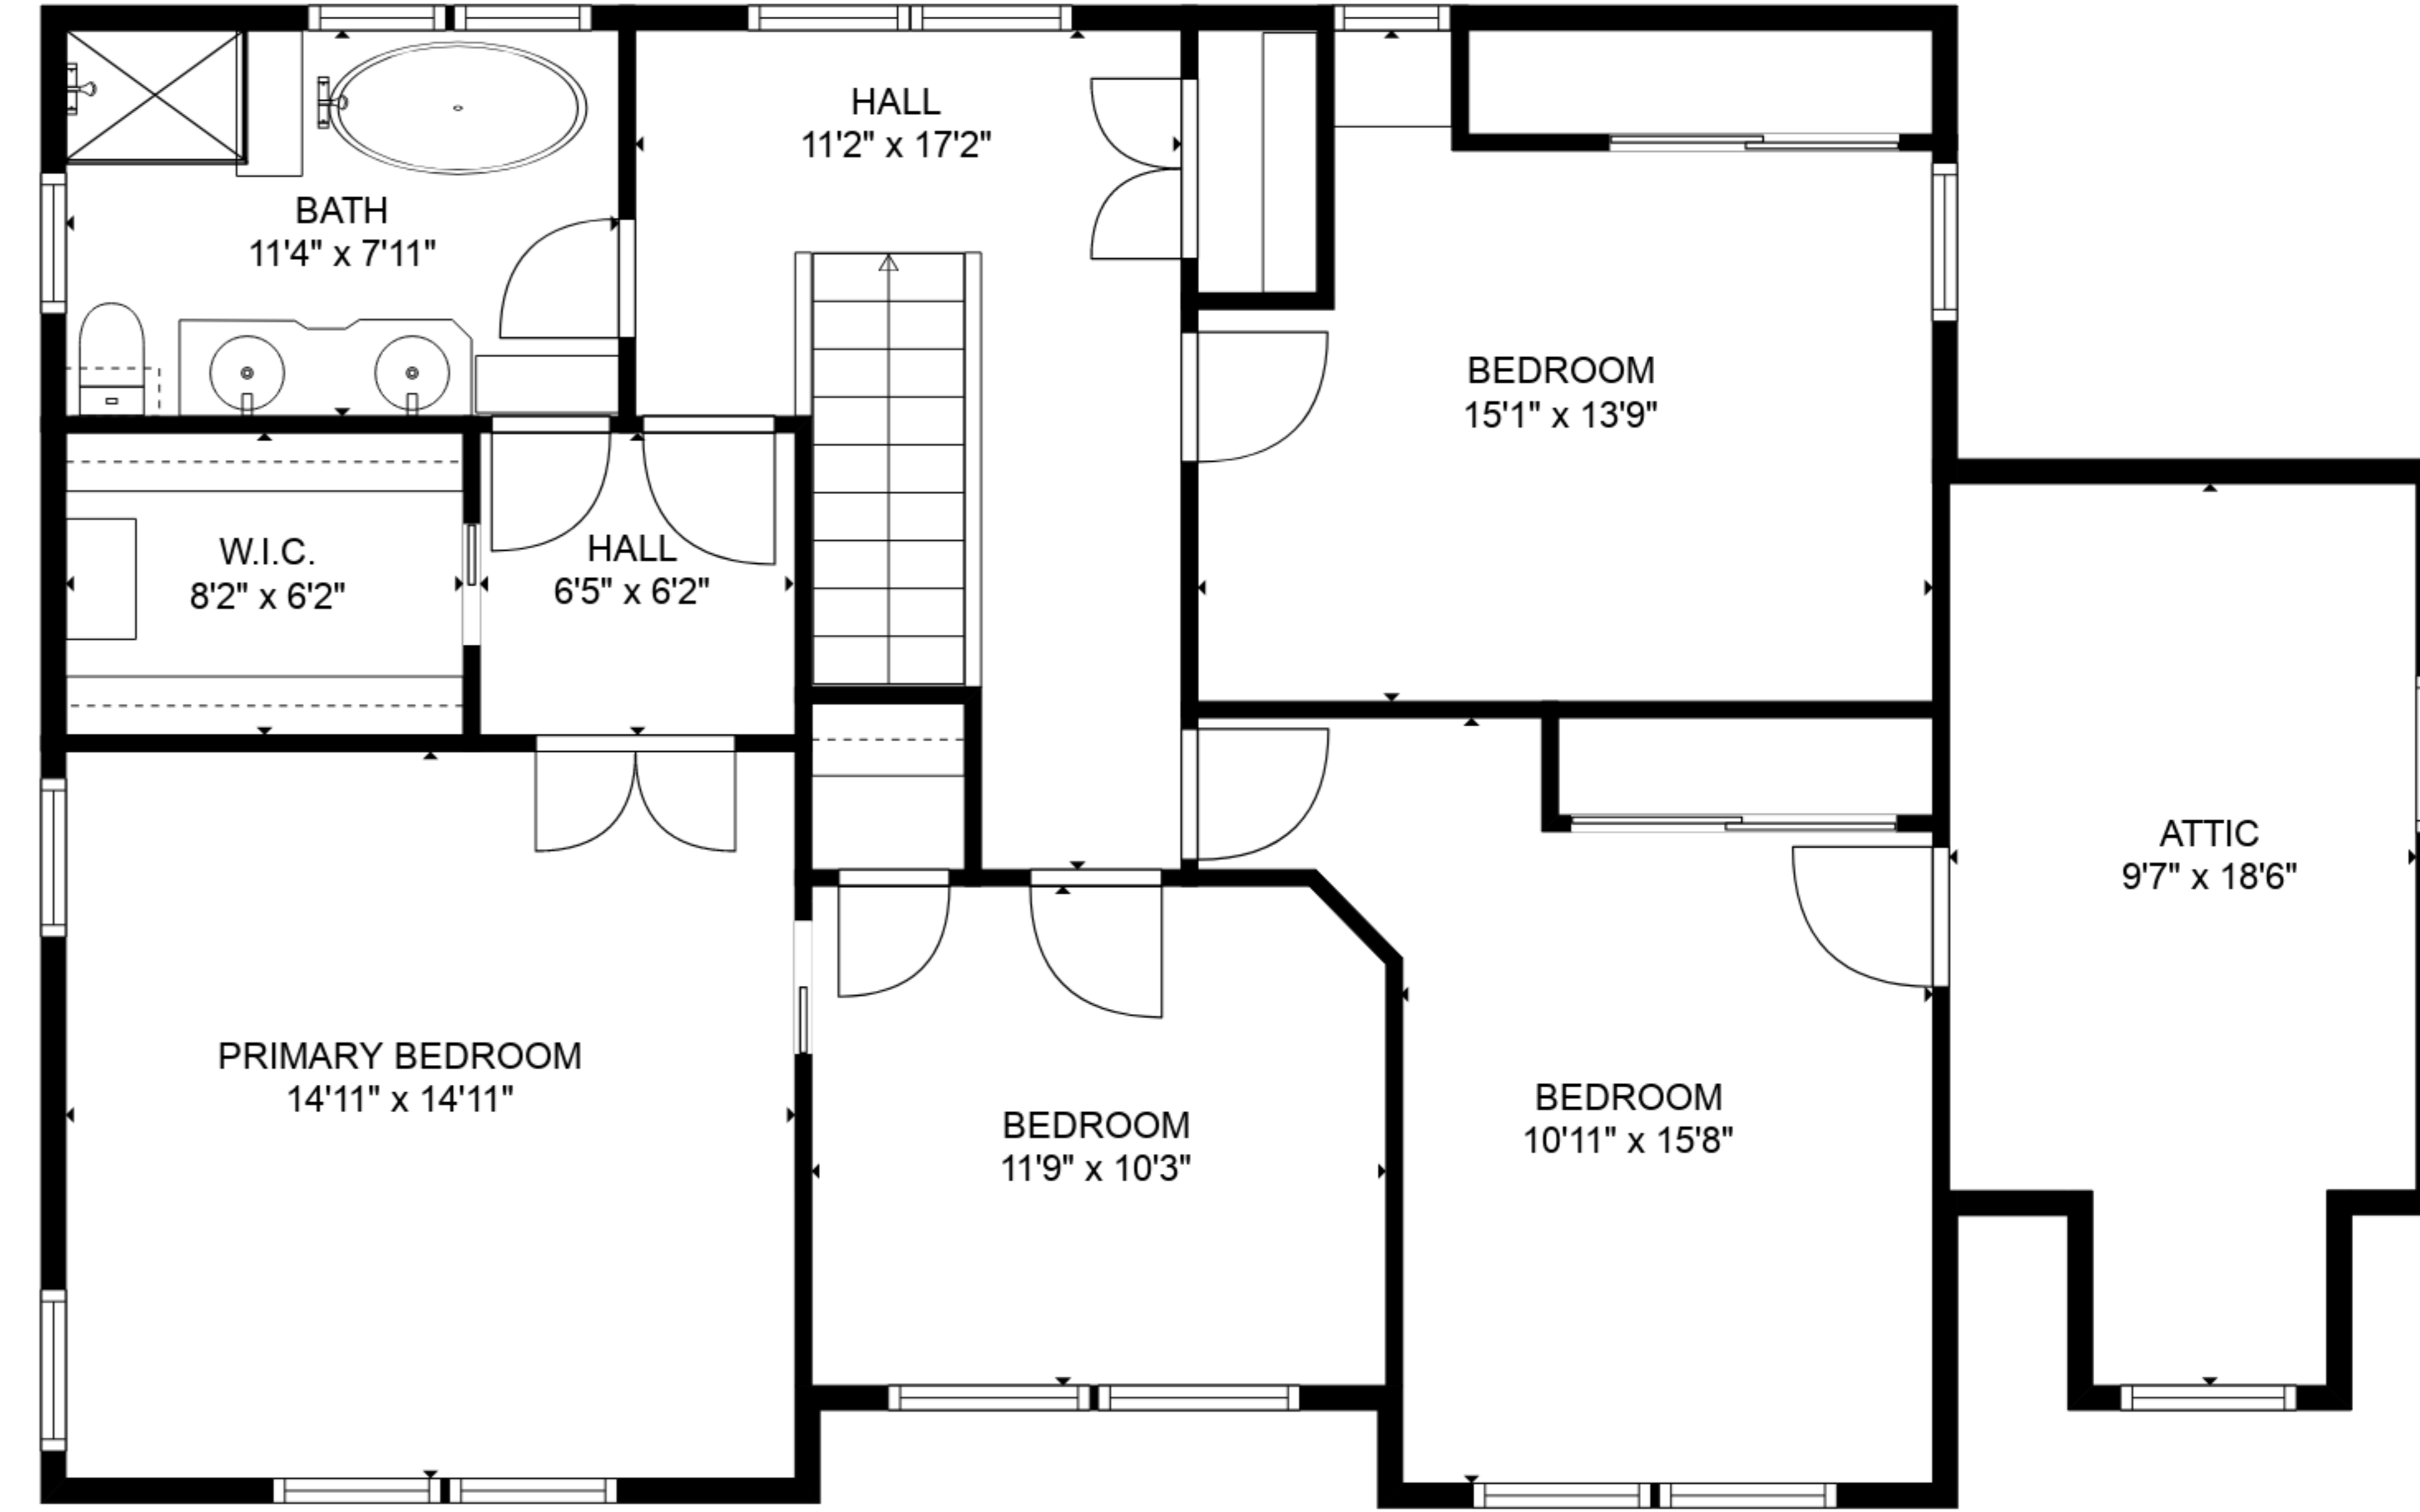 HALL
11'2" x 17'2"
BATH
11'4" x 7'11"
BEDROOM
15'1" x 13'9"
W.I.C.
8'2" x 6'2"
HALL
6'5" x 6'2"
ATTIC
9'7" x 18'6"
PRIMARY BEDROOM
14'11" x 14'11"
BEDROOM
11'9" x 10'3"
BEDROOM
10'11" x 15'8"